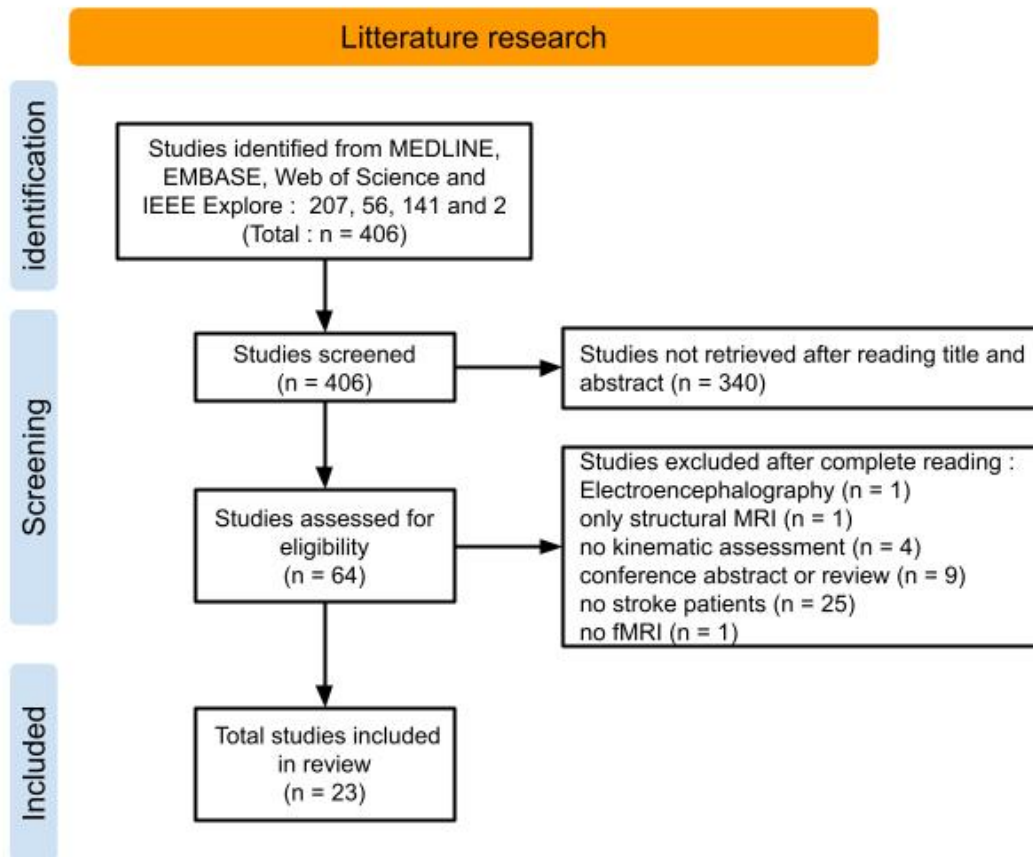 Litterature research
identification
Studies identified from MEDLINE,
EMBASE, Web of Science and
IEEE Explore : 207, 56, 141 and 2
(Total : n = 406)
Screening
Studies screened
(n = 406)
Studies not retrieved after reading title and
abstract (n = 340)
Studies assessed for
eligibility
(n = 64)
Studies excluded after complete reading :
Electroencephalography (n = 1)
only structural MRI (n = 1)
no kinematic assessment (n = 4)
conference abstract or review (n = 9)
no stroke patients (n = 25)
no fMRI (n = 1)
Included
Total studies included
in review
(n = 23)